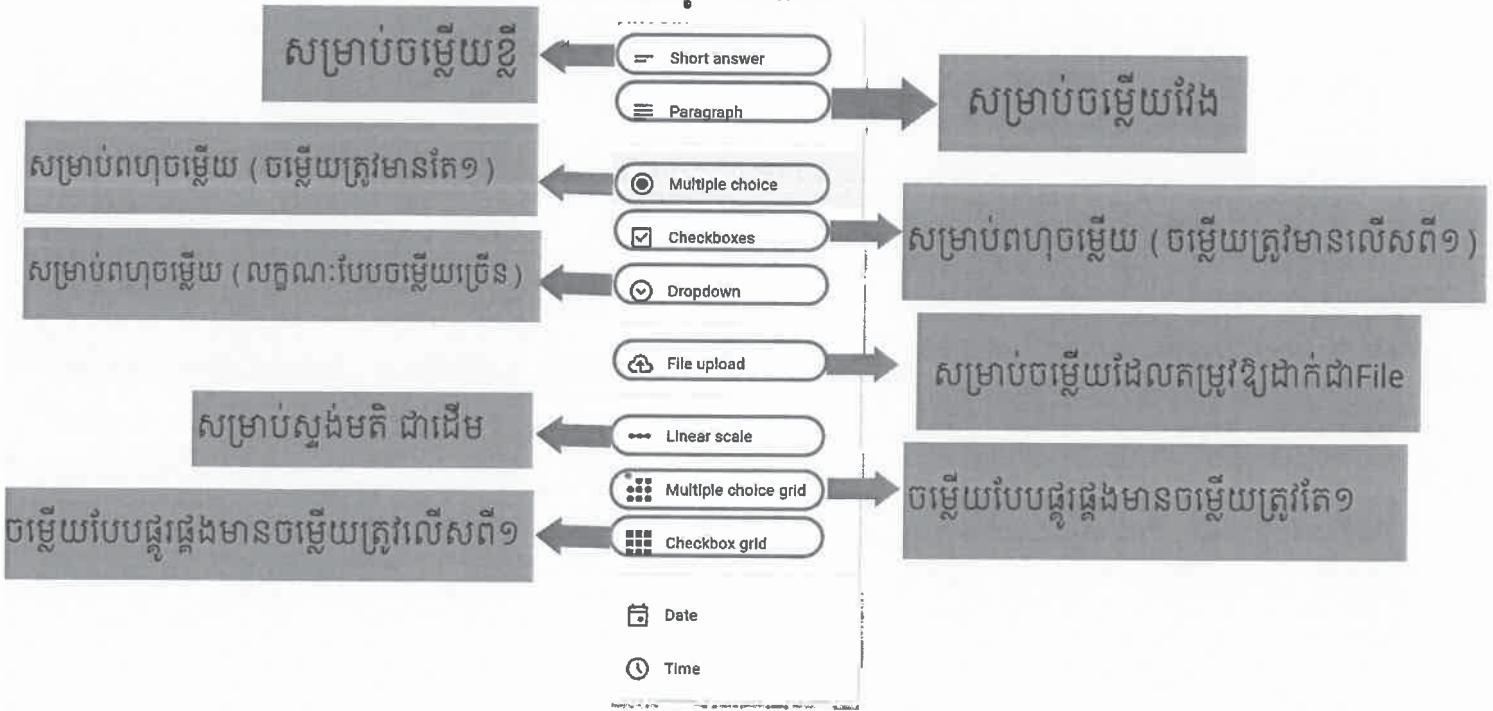 សម្រាប់ចម្លើយខ្លី
Short answer
Paragraph
សម្រាប់ចម្លើយវែង
សម្រាប់ពហុចម្លើយ (ចម្លើយត្រូវមានតែ១)
Multiple choice
Checkboxes
សម្រាប់ពហុចម្លើយ (ចម្លើយត្រូវមានលើសពី១)
សម្រាប់ពហុចម្លើយ (លក្ខណៈបែបចម្លើយច្រើន)
Dropdown
File upload
សម្រាប់ចម្លើយដែលតម្រូវឱ្យដាក់ជាFile
សម្រាប់ស្ទង់មតិ ជាដើម
Linear scale
Multiple choice grid
ចម្លើយបែបផ្គូរផ្គងមានចម្លើយត្រូវតែ១
ចម្លើយបែបផ្គូរផ្គងមានចម្លើយត្រូវលើសពី១
Checkbox grid
Date
Time